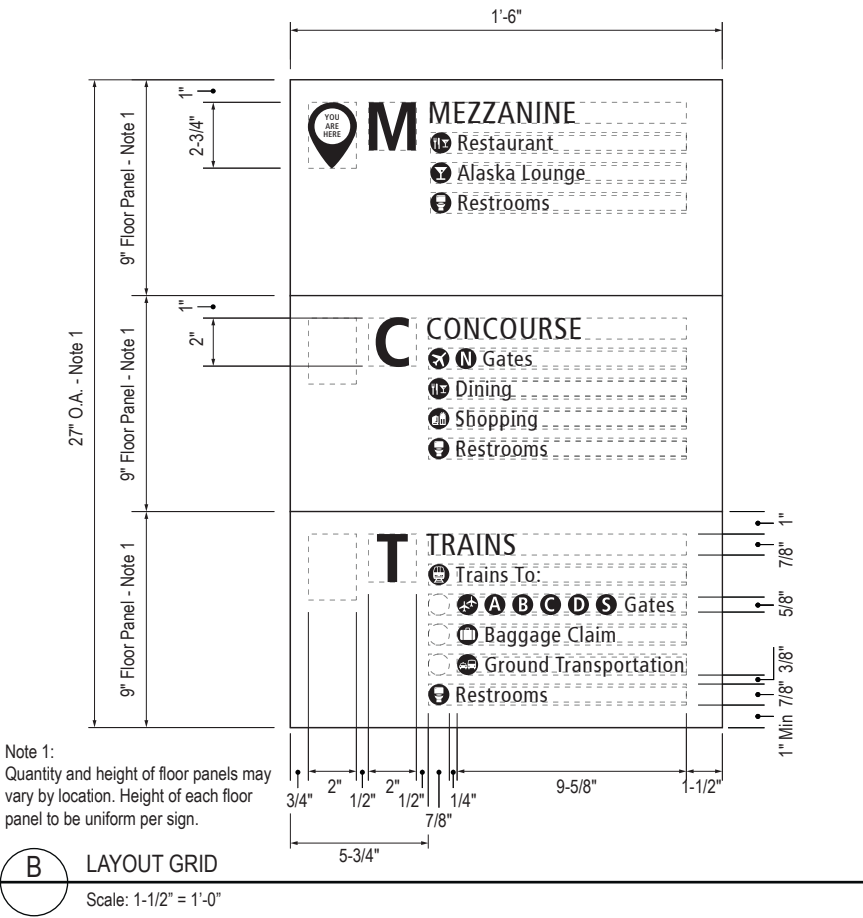 1'-6"
1"
2-3/4"
9" Floor Panel - Note 1
YOU
ARE
HERE
M
MEZZANINE
Restaurant
Alaska Lounge
Restrooms
27" O.A. - Note 1
1"
2"
9" Floor Panel - Note 1
C
CONCOURSE
N Gates
Dining
Shopping
Restrooms
9" Floor Panel - Note 1
T
TRAINS
Trains To:
A B C D S Gates
Baggage Claim
Ground Transportation
Restrooms
1"
7/8"
5/8"
3/8"
7/8"
1" Min
3/4"
2"
1/2"
2"
1/2"
7/8"
1/4"
9-5/8"
1-1/2"
5-3/4"
Note 1:
Quantity and height of floor panels may
vary by location. Height of each floor
panel to be uniform per sign.
B
LAYOUT GRID
Scale: 1-1/2” = 1’-0”